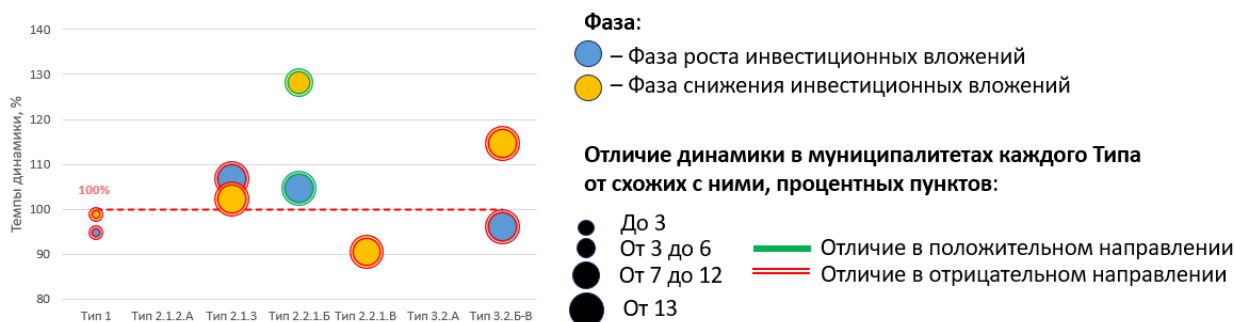 Темпы динамики, %
140
130
120
110
100
90
80
100%
Тип 1
Тип 2.1.2.А
Тип 2.1.3
Тип 2.2.1.Б
Тип 2.2.1.В
Тип 3.2.А
Тип 3.2.Б-В
Фаза:
– Фаза роста инвестиционных вложений
– Фаза снижения инвестиционных вложений
Отличие динамики в муниципалитетах каждого Типа
от схожих с ними, процентных пунктов:
До 3
От 3 до 6
От 7 до 12
От 13
Отличие в положительном направлении
Отличие в отрицательном направлении